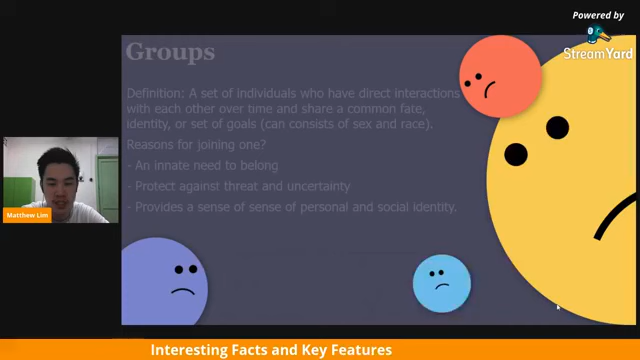 Powered by
StreamYard
Groups
Definition: A set of individuals who have direct interactions
with each other over time and share a common fate,
identity, or set of goals (can consists of sex and race).
Reasons for joining one?
- An innate need to belong
- Protect against threat and uncertainty
- Provides a sense of sense of personal and social identity.
Matthew Lim
Interesting Facts and Key Features